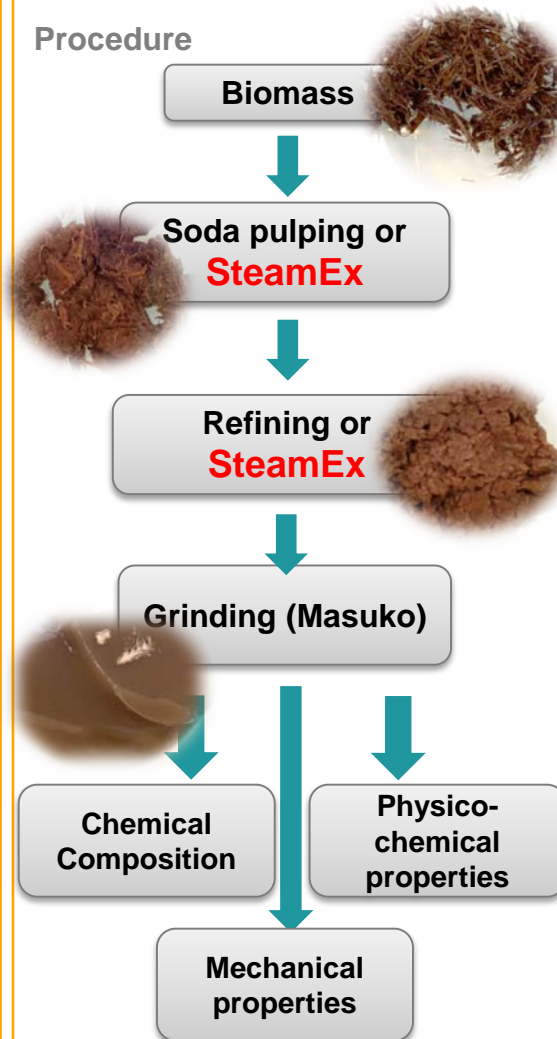 Procedure
Biomass
Soda pulping or
SteamEx
Refining or
SteamEx
Grinding (Masuko)
Chemical
Composition
Physico-
chemical
properties
Mechanical
properties